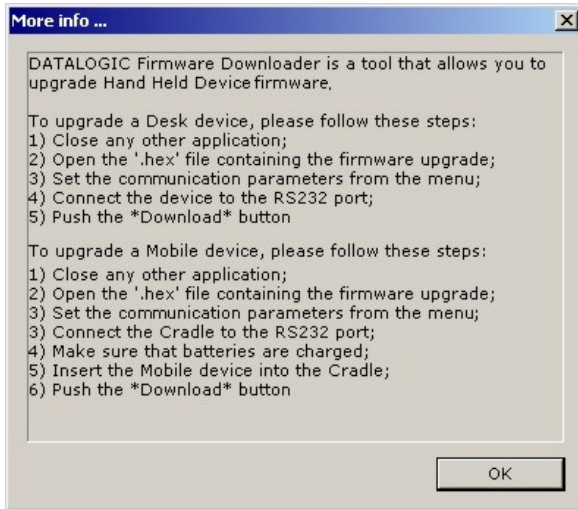 More info ...
DATALOGIC Firmware Downloader is a tool that allows you to
upgrade Hand Held Device firmware.
To upgrade a Desk device, please follow these steps:
1) Close any other application;
2) Open the '.hex' file containing the firmware upgrade;
3) Set the communication parameters from the menu;
4) Connect the device to the RS232 port;
5) Push the *Download* button
To upgrade a Mobile device, please follow these steps:
1) Close any other application;
2) Open the '.hex' file containing the firmware upgrade;
3) Set the communication parameters from the menu;
3) Connect the Cradle to the RS232 port;
4) Make sure that batteries are charged;
5) Insert the Mobile device into the Cradle;
6) Push the *Download* button
OK